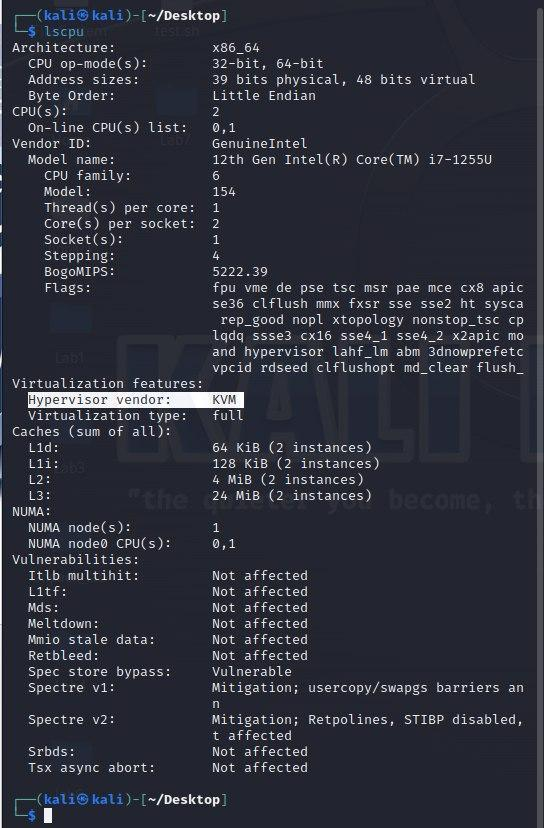 ┌──(kali㉿kali)-[~/Desktop]
└─$ lscpu
Architecture:            x86_64
  CPU op-mode(s):        32-bit, 64-bit
  Address sizes:         39 bits physical, 48 bits virtual
  Byte Order:            Little Endian
CPU(s):                  2
  On-line CPU(s) list:   0,1
Vendor ID:               GenuineIntel
  Model name:            12th Gen Intel(R) Core(TM) i7-1255U
    CPU family:          6
    Model:               154
    Thread(s) per core:  1
    Core(s) per socket:  2
    Socket(s):           1
    Stepping:            4
    BogoMIPS:            5222.39
    Flags:               fpu vme de pse tsc msr pae mce cx8 apic
                         se36 clflush mmx fxsr sse sse2 ht sysca
                          rep_good nopl xtopology nonstop_tsc cp
                         lqdq ssse3 cx16 sse4_1 sse4_2 x2apic mo
                         and hypervisor lahf_lm abm 3dnowprefetc
                         vpcid rdseed clflushopt md_clear flush_
Virtualization features:
  Hypervisor vendor:     KVM
  Virtualization type:   full
Caches (sum of all):
  L1d:                   64 KiB (2 instances)
  L1i:                   128 KiB (2 instances)
  L2:                    4 MiB (2 instances)
  L3:                    24 MiB (2 instances)
NUMA:
  NUMA node(s):          1
  NUMA node0 CPU(s):     0,1
Vulnerabilities:
  Itlb multihit:         Not affected
  L1tf:                  Not affected
  Mds:                   Not affected
  Meltdown:              Not affected
  Mmio stale data:       Not affected
  Retbleed:              Not affected
  Spec store bypass:     Vulnerable
  Spectre v1:            Mitigation; usercopy/swapgs barriers an
                         n
  Spectre v2:            Mitigation; Retpolines, STIBP disabled,
                         t affected
  Srbds:                 Not affected
  Tsx async abort:       Not affected
┌──(kali㉿kali)-[~/Desktop]
└─$
test.sh
Lab1
KALI
"the quieter you become, th